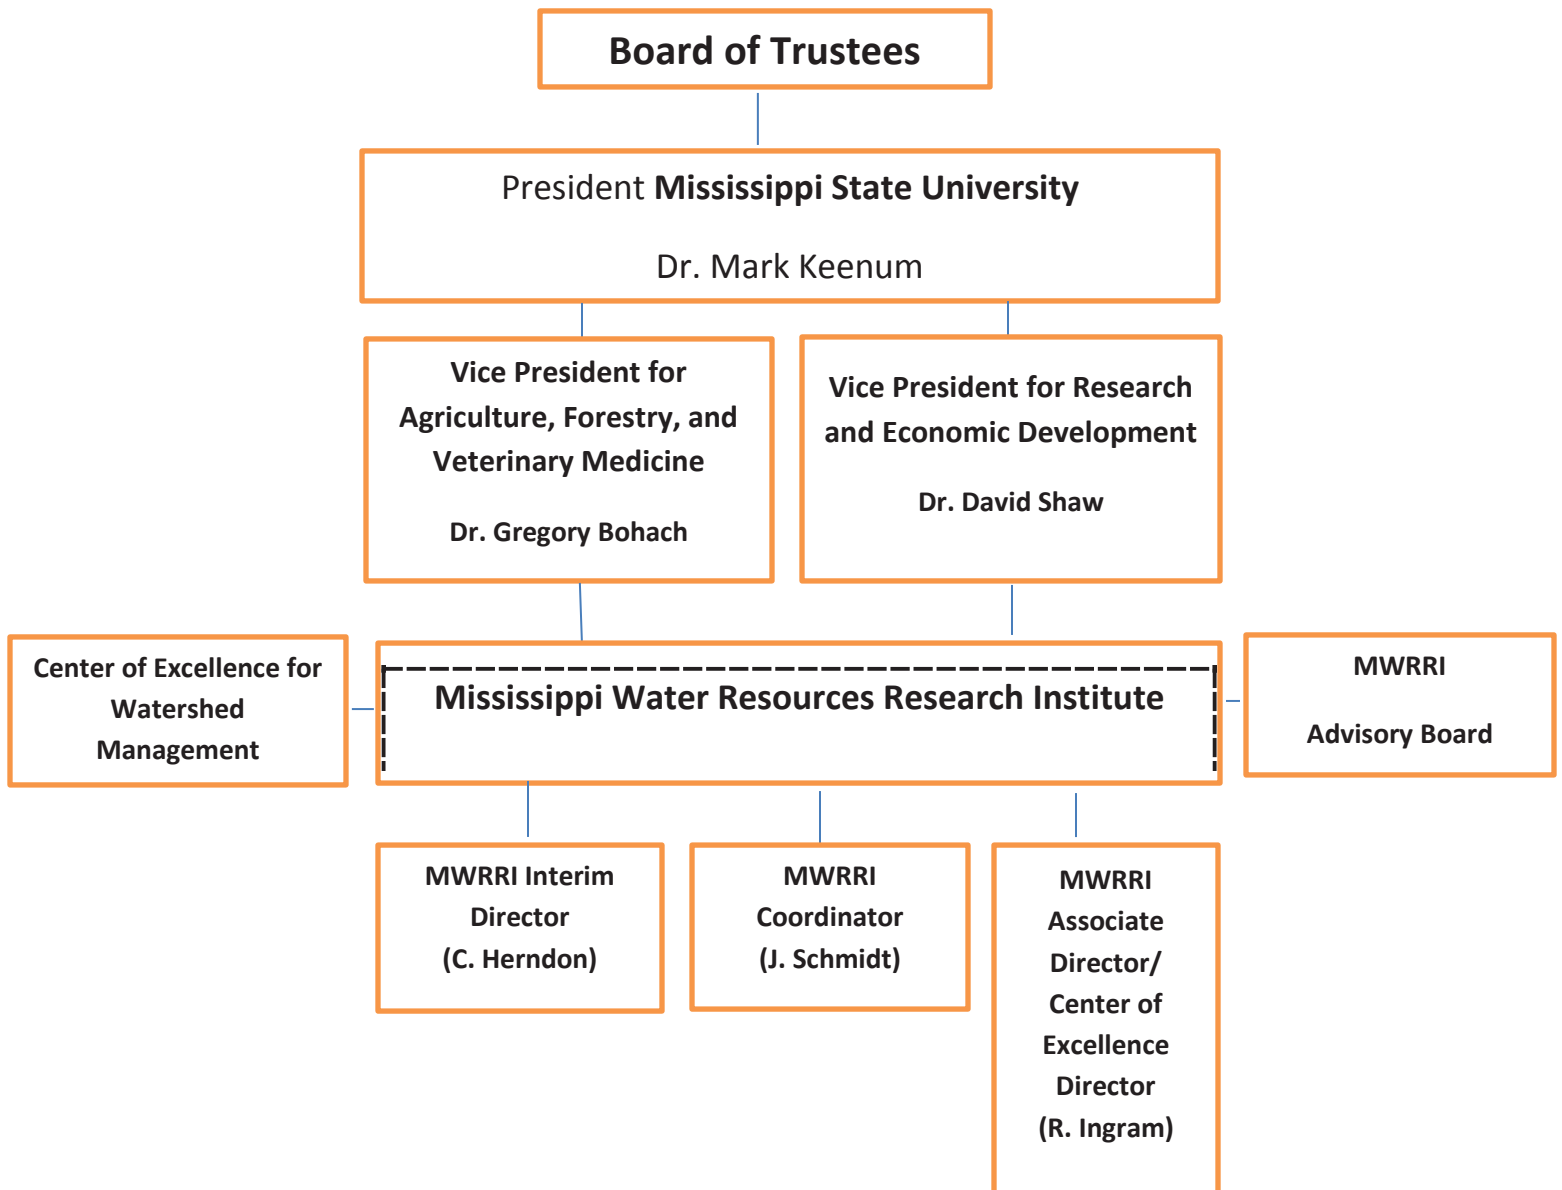 Board of Trustees
President Mississippi State University
Dr. Mark Keenum
Vice President for
Agriculture, Forestry, and
Veterinary Medicine
Dr. Gregory Bohach
Vice President for Research
and Economic Development
Dr. David Shaw
Center of Excellence for
Watershed
Management
Mississippi Water Resources Research Institute
MWRRI
Advisory Board
MWRRI Interim
Director
(C. Herndon)
MWRRI
Coordinator
(J. Schmidt)
MWRRI
Associate
Director/
Center of
Excellence
Director
(R. Ingram)